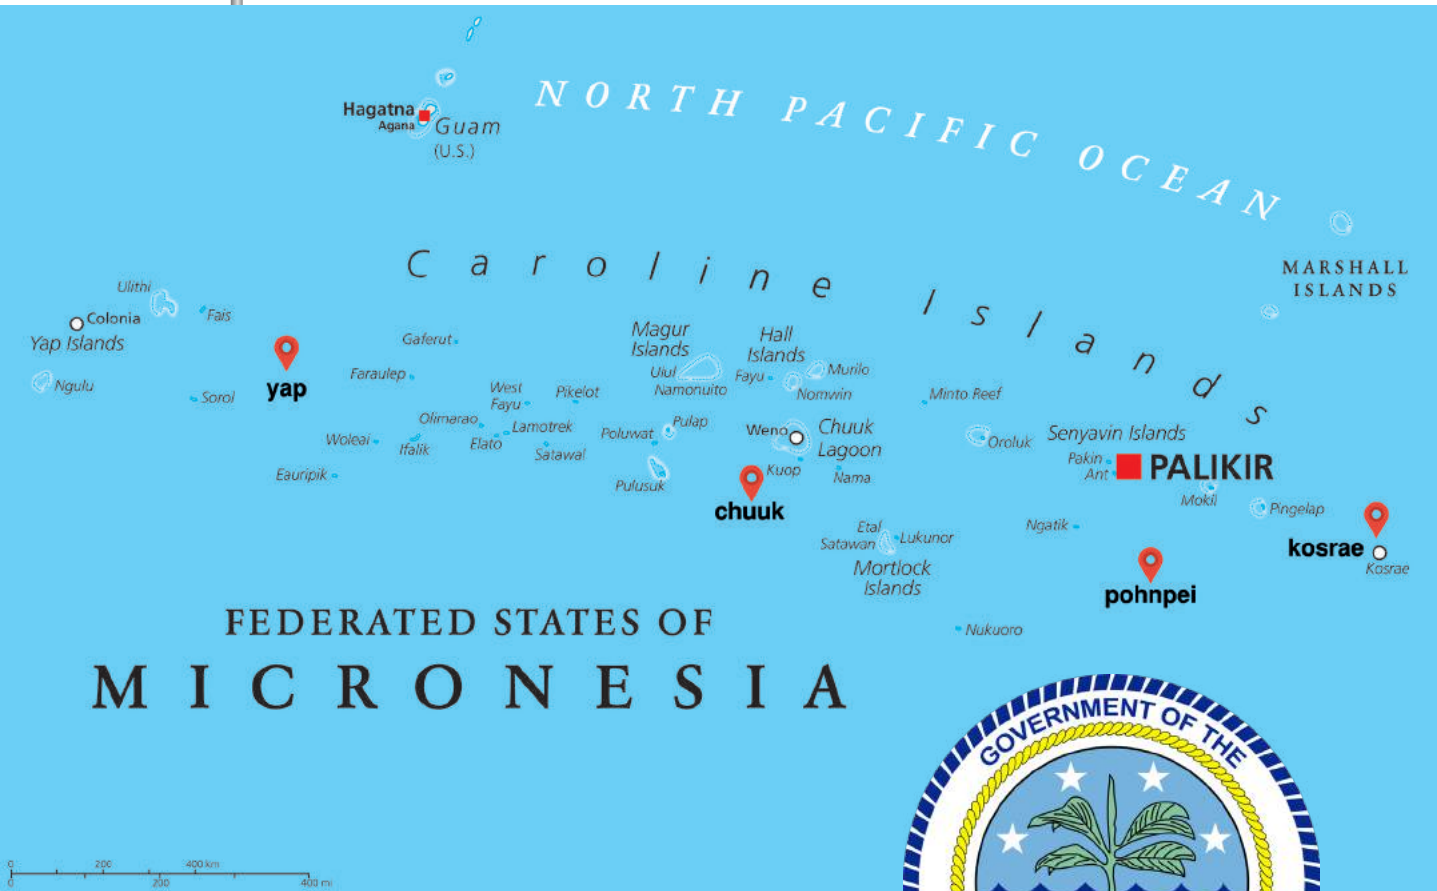 NORTH PACIFIC OCEAN
Hagatna
Agana
Guam
(U.S.)
Caroline Islands
MARSHALL
ISLANDS
Ulithi
Colonia
Fais
Yap Islands
Ngulu
yap
Sorol
Gaferut
Faraulep
West
Fayu
Pikelot
Olimarao
Lamotrek
Woleai
Ifalik
Elato
Satawal
Eauripik
Magur
Islands
Uiul
Namonuito
Hall
Islands
Fayu
Murilo
Nomwin
Poluwat
Pulap
Pulusuk
Weno
Chuuk
Lagoon
Kuop
Nama
chuuk
Minto Reef
Oroluk
Senyavin Islands
Pakin
Ant
PALIKIR
Mokil
Pingelap
Ngatik
Etal
Satawan
Lukunor
Mortlock
Islands
kosrae
Kosrae
pohnpei
Nukuoro
FEDERATED STATES OF
MICRONESIA
GOVERNMENT OF THE
0 200 400 km
0 200 400 mi